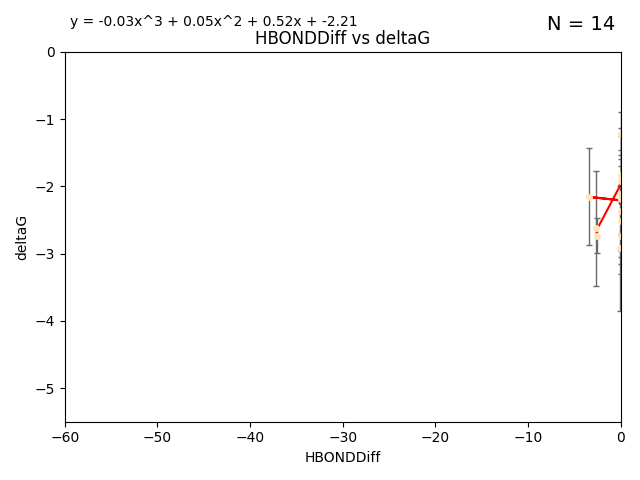 y = -0.03x^3 + 0.05x^2 + 0.52x + -2.21
N = 14
HBONDDiff vs deltaG
0
−1
−2
−3
−4
−5
deltaG
−60 −50 −40 −30 −20 −10 0
HBONDDiff